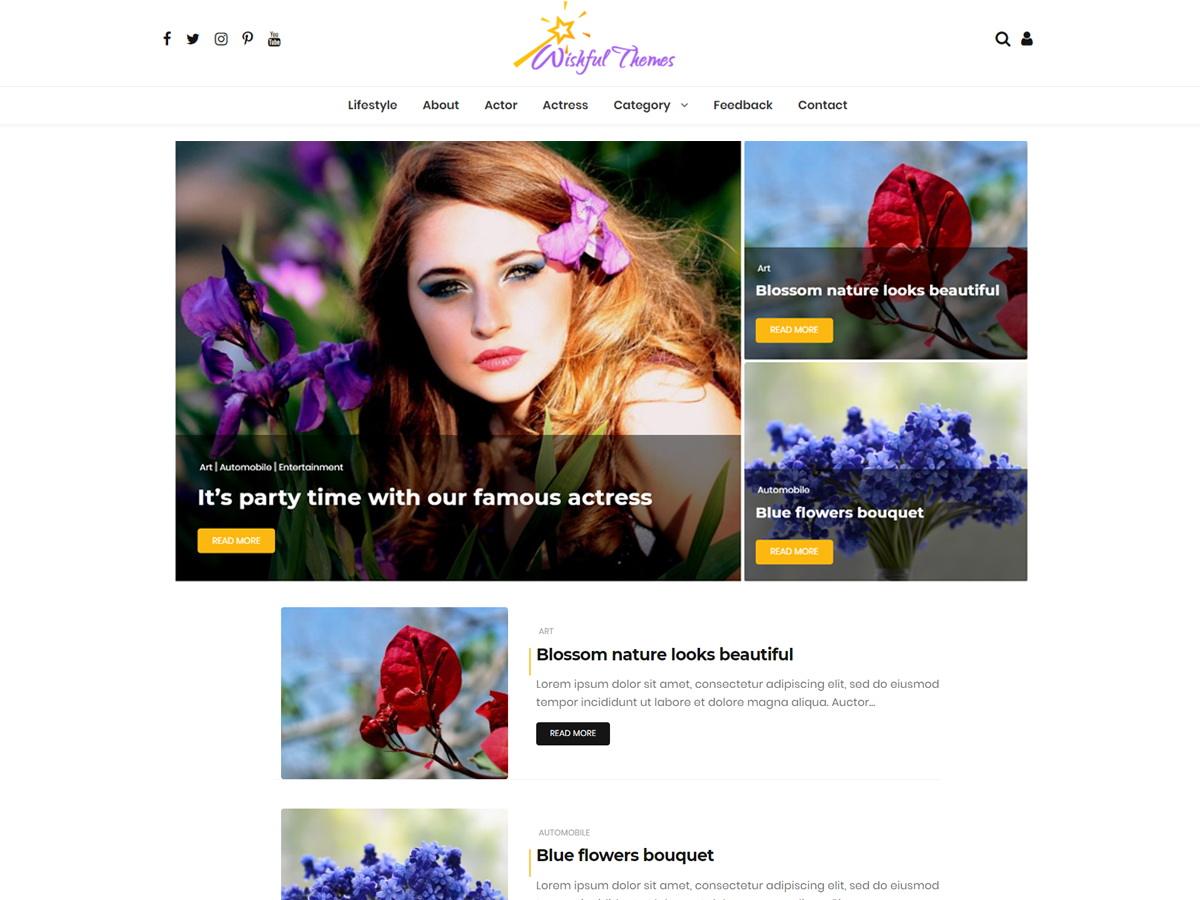 You
Tube
Wishful Themes
Lifestyle About Actor Actress Category Feedback Contact
Art | Automobile | Entertainment
It’s party time with our famous actress
READ MORE
Art
Blossom nature looks beautiful
READ MORE
Automobile
Blue flowers bouquet
READ MORE
ART
Blossom nature looks beautiful
Lorem ipsum dolor sit amet, consectetur adipiscing elit, sed do eiusmod
tempor incididunt ut labore et dolore magna aliqua. Auctor...
READ MORE
AUTOMOBILE
Blue flowers bouquet
Lorem ipsum dolor sit amet, consectetur adipiscing elit, sed do eiusmod